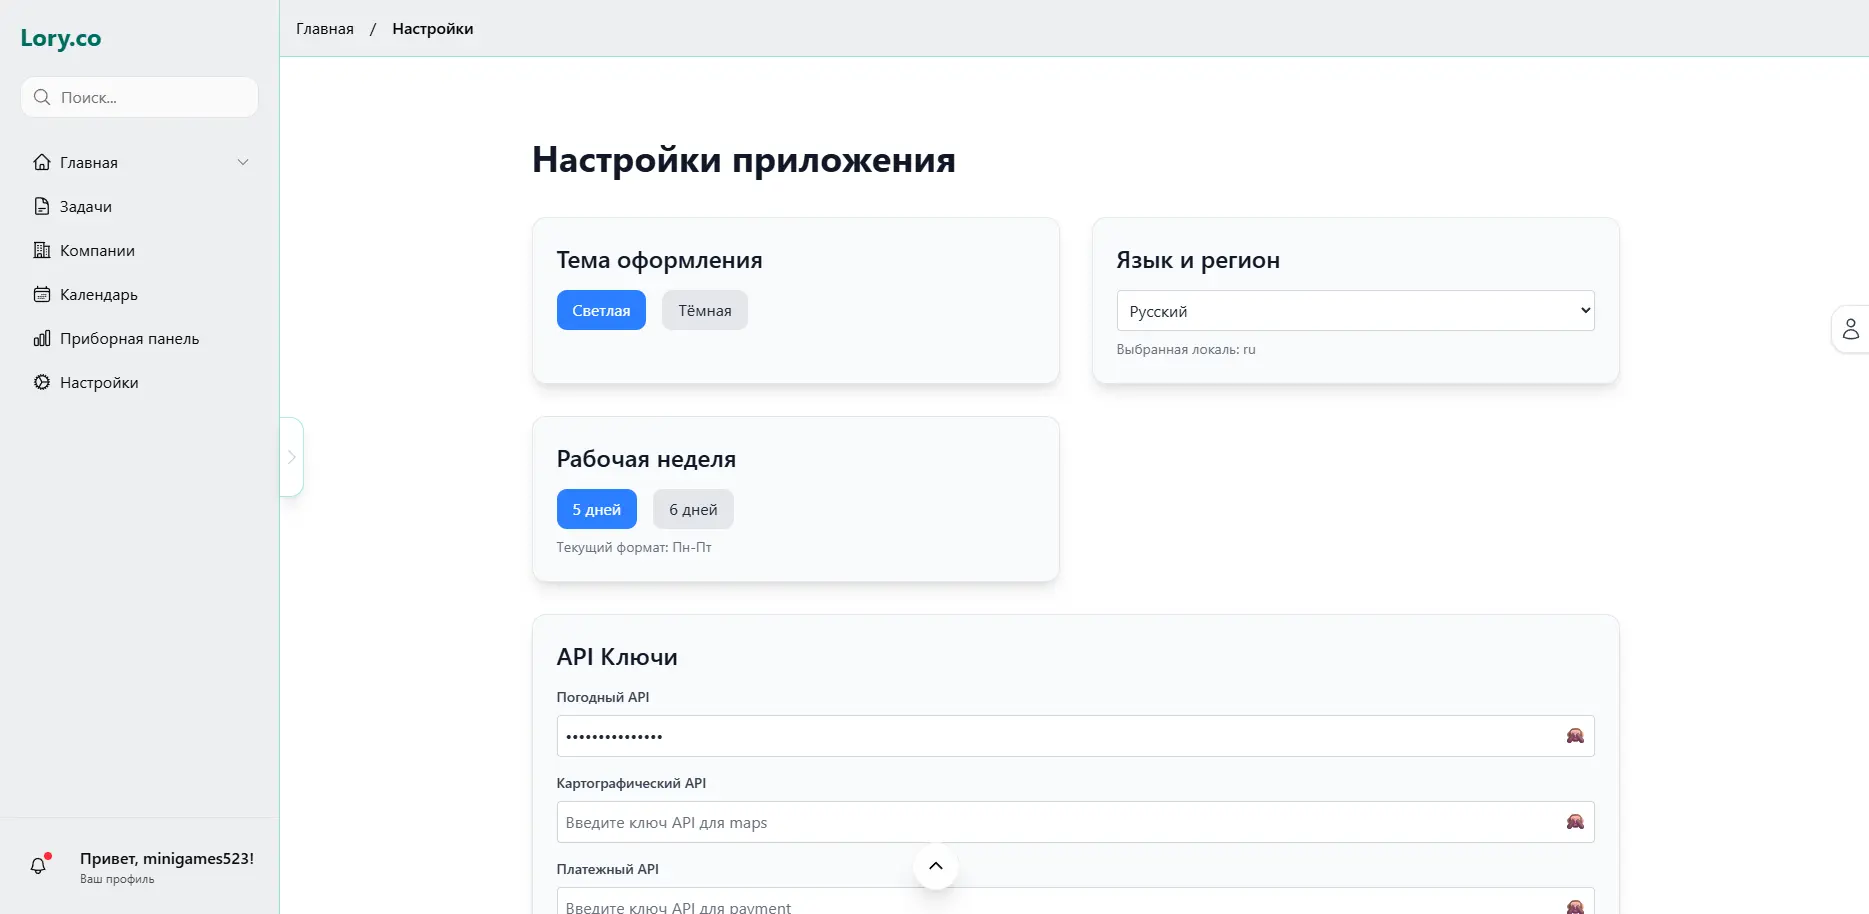 Lory.co
Поиск...
Главная
Задачи
Компании
Календарь
Приборная панель
Настройки
Привет, minigames523!
Ваш профиль
Главная / Настройки
Настройки приложения
Тема оформления
Светлая Тёмная
Язык и регион
Русский
Выбранная локаль: ru
Рабочая неделя
5 дней 6 дней
Текущий формат: Пн-Пт
API Ключи
Погодный API
•••••••••••••••
Картографический API
Введите ключ API для maps
Платежный API
Введите ключ API для payment